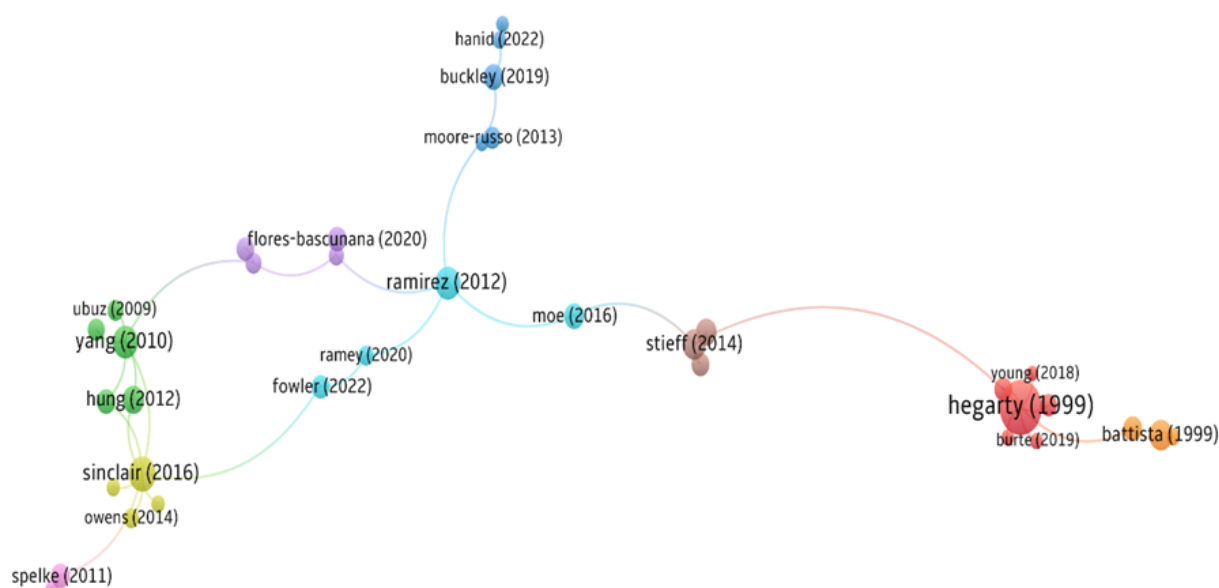 hanid (2022)
buckley (2019)
moore-russo (2013)
flores-bascunana (2020)
ramirez (2012)
ubuz (2009)
yang (2010)
moe (2016)
stieff (2014)
ramey (2020)
fowler (2022)
young (2018)
hung (2012)
hegarty (1999)
burte (2019)
battista (1999)
sinclair (2016)
owens (2014)
spelke (2011)